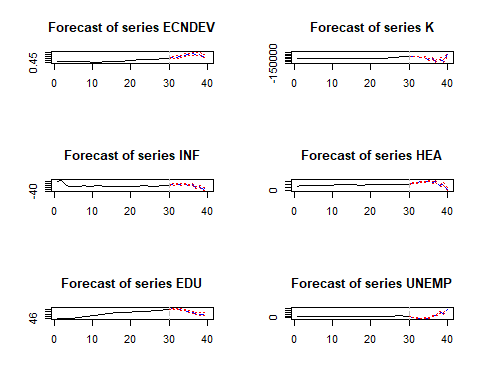 Forecast of series ECNDEV
0.45
0 10 20 30 40
Forecast of series K
-150000
0 10 20 30 40
Forecast of series INF
-40
0 10 20 30 40
Forecast of series HEA
0
0 10 20 30 40
Forecast of series EDU
46
0 10 20 30 40
Forecast of series UNEMP
0
0 10 20 30 40